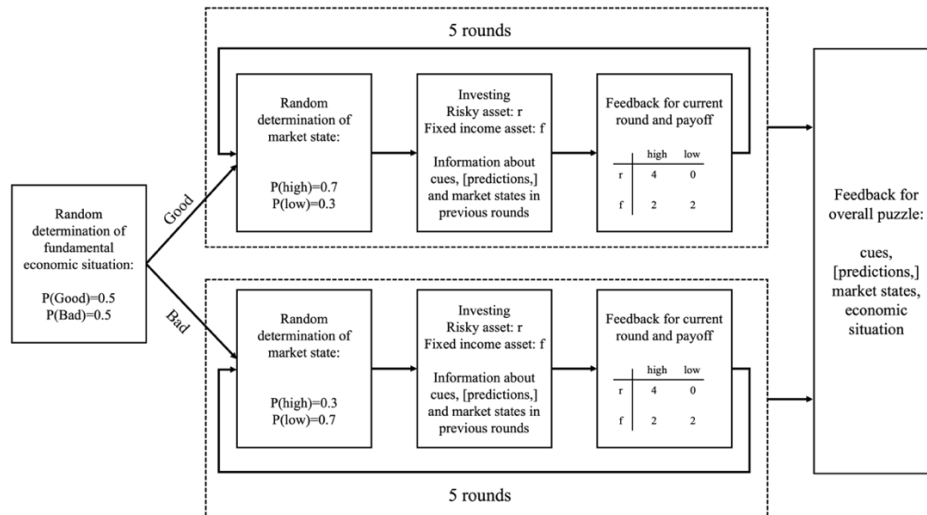 5 rounds
Random
determination of
fundamental
economic situation:
P(Good)=0.5
P(Bad)=0.5
Good
Bad
Random
determination of
market state:
P(high)=0.7
P(low)=0.3
Investing
Risky asset: r
Fixed income asset: f
Information about
cues, [predictions,]
and market states in
previous rounds
Feedback for current
round and payoff
high low
r 4 0
f 2 2
Random
determination of
market state:
P(high)=0.3
P(low)=0.7
Investing
Risky asset: r
Fixed income asset: f
Information about
cues, [predictions,]
and market states in
previous rounds
Feedback for current
round and payoff
high low
r 4 0
f 2 2
5 rounds
Feedback for
overall puzzle:
cues,
[predictions,]
market states,
economic
situation